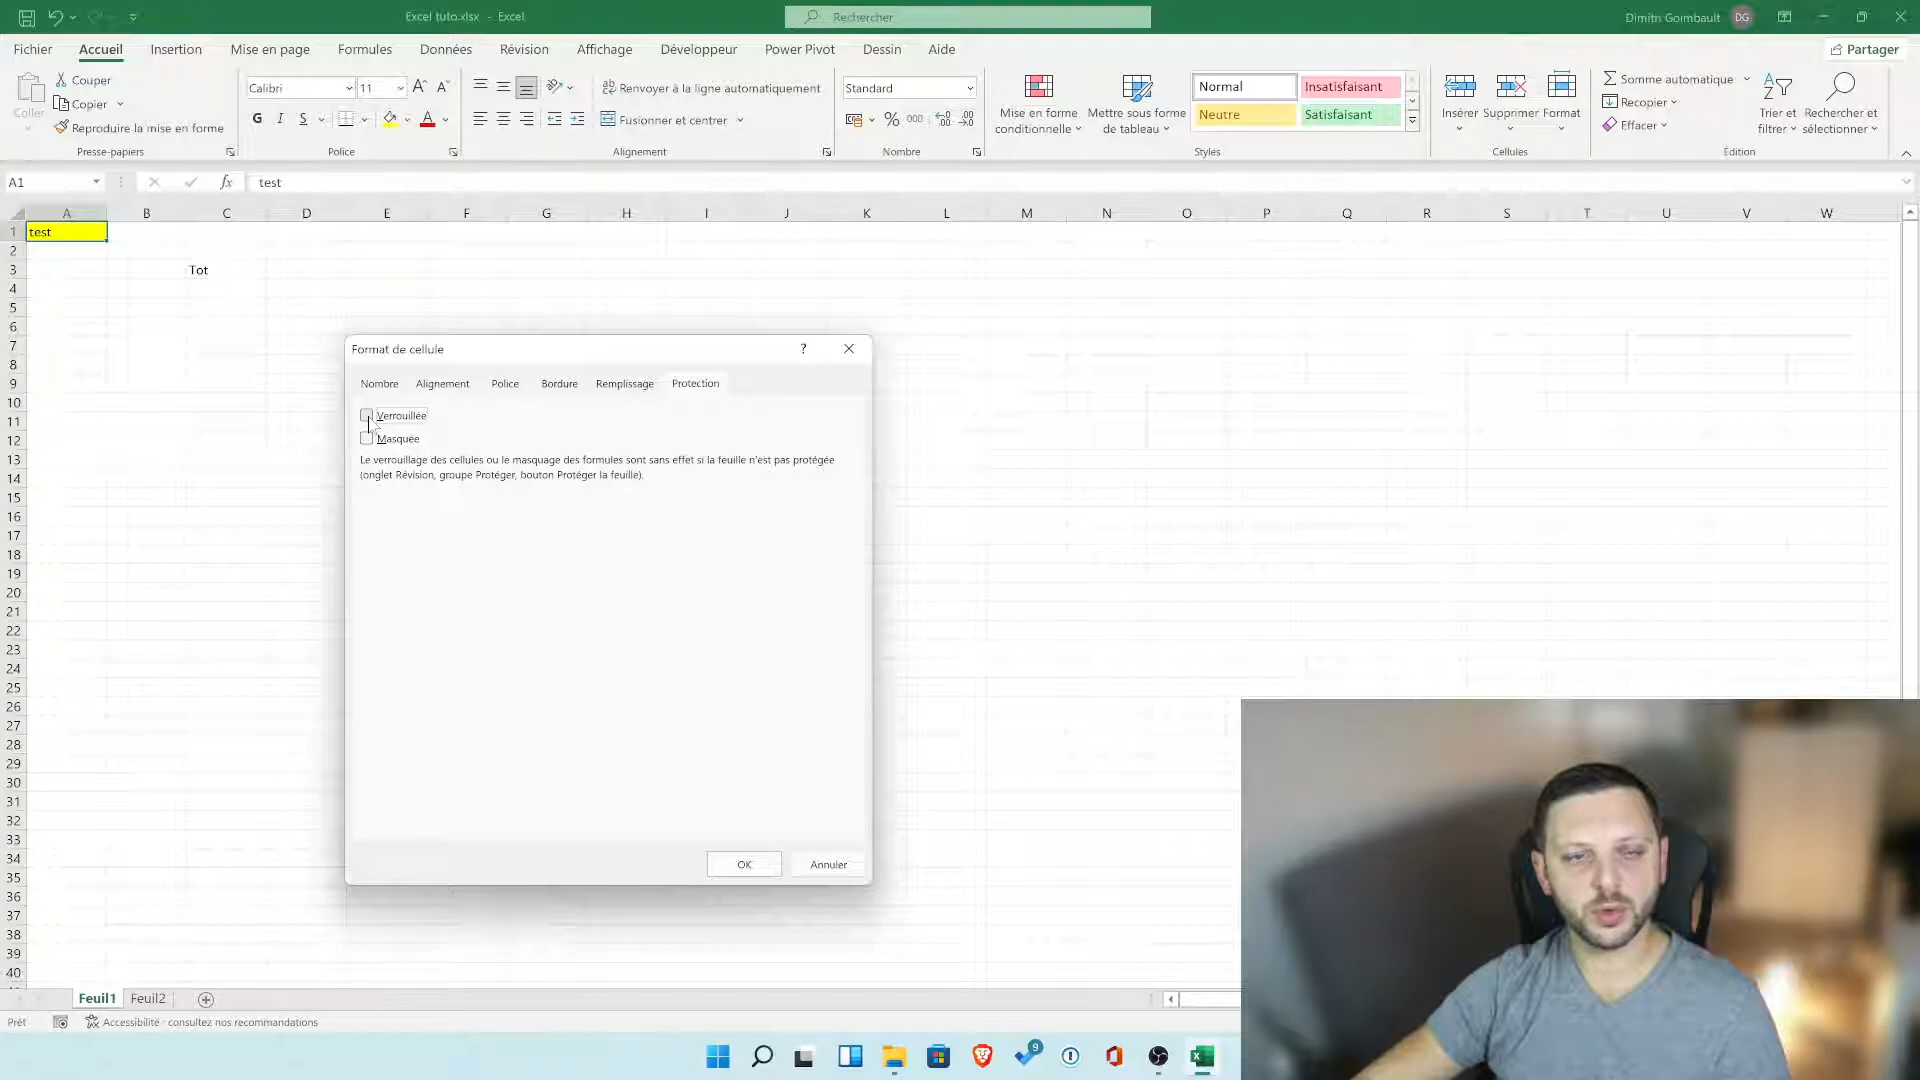 Excel tuto.xlsx - Excel
Rechercher
Dimitri Goimbault
DG
Fichier Accueil Insertion Mise en page Formules Données Révision Affichage Développeur Power Pivot Dessin Aide
Partager
Coller
Couper
Copier
Reproduire la mise en forme
Presse-papiers
Calibri 11
G I S
Police
Renvoyer à la ligne automatiquement
Fusionner et centrer
Alignement
Standard
% 000
Nombre
Mise en forme
conditionnelle
Mettre sous forme
de tableau
Normal Insatisfaisant
Neutre Satisfaisant
Styles
Insérer Supprimer Format
Cellules
Somme automatique
Recopier
Effacer
Trier et
filtrer
Rechercher et
sélectionner
Édition
A1 fx test
A B C D E F G H I J K L M N O P Q R S T U V W
1 test
2
3 Tot
4
5
6
7
8
9
10
11
12
13
14
15
16
17
18
19
20
21
22
23
24
25
26
27
28
29
30
31
32
33
34
35
36
37
38
39
40
Format de cellule ?
Nombre Alignement Police Bordure Remplissage Protection
Verrouillée
Masquée
Le verrouillage des cellules ou le masquage des formules sont sans effet si la feuille n'est pas protégée
(onglet Révision, groupe Protéger, bouton Protéger la feuille).
OK Annuler
Feuil1 Feuil2
Prêt Accessibilité : consultez nos recommandations
9